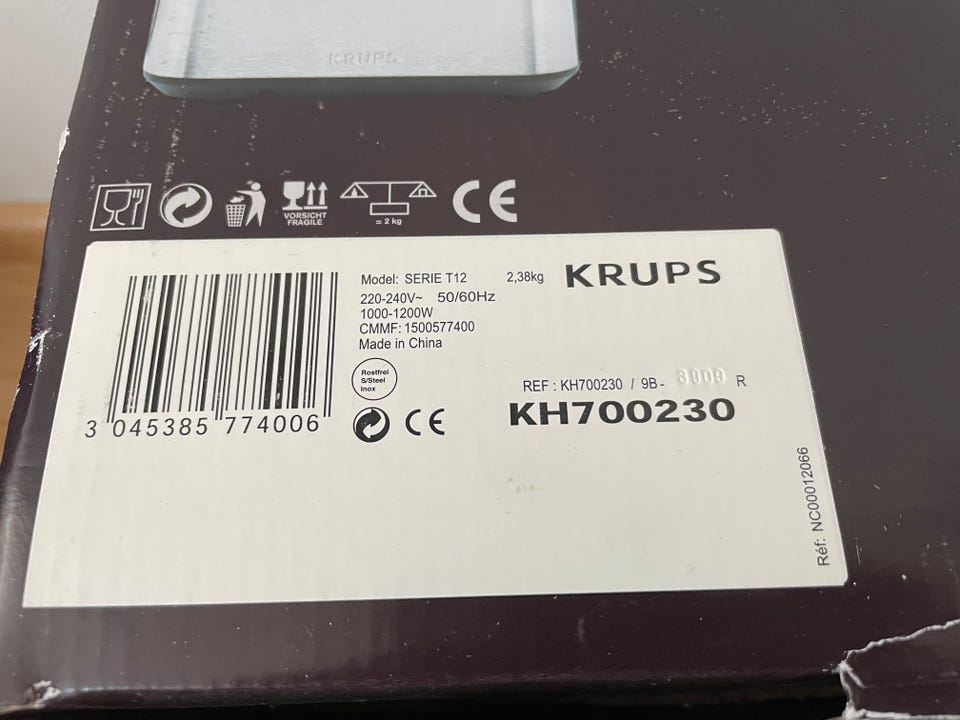 KRUPS
VORSICHT
FRAGILE
≃ 2 kg
CE
Model: SERIE T12 2,38kg KRUPS
220-240V~ 50/60Hz
1000-1200W
CMMF: 1500577400
Made in China
Rostfrei
S/Steel
Inox
CE
REF : KH700230 / 9B- R
KH700230
3 045385 774006
Réf: NC00012066